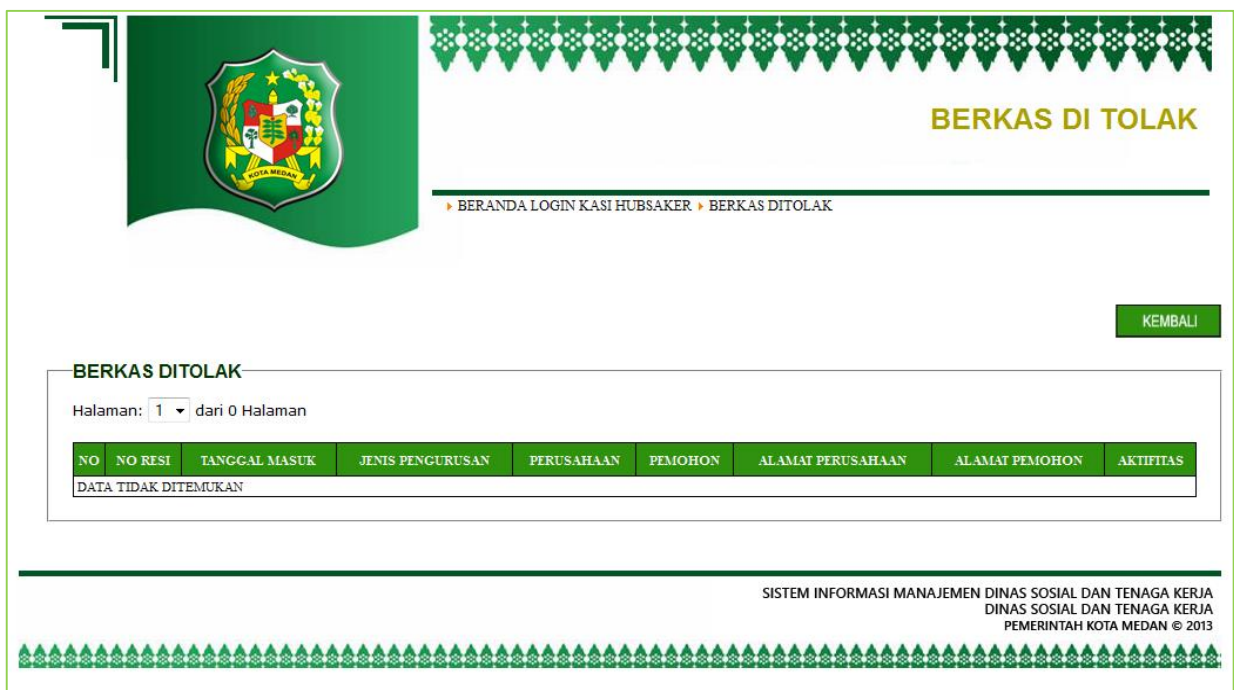 KOTA MEDAN
BERKAS DI TOLAK
BERANDA LOGIN KASI HUBSAKER BERKAS DITOLAK
KEMBALI
BERKAS DITOLAK
Halaman: 1 dari 0 Halaman
NO NO RESI TANGGAL MASUK JENIS PENGURUSAN PERUSAHAAN PEMOHON ALAMAT PERUSAHAAN ALAMAT PEMOHON AKTIFITAS
DATA TIDAK DITEMUKAN
SISTEM INFORMASI MANAJEMEN DINAS SOSIAL DAN TENAGA KERJA
DINAS SOSIAL DAN TENAGA KERJA
PEMERINTAH KOTA MEDAN © 2013